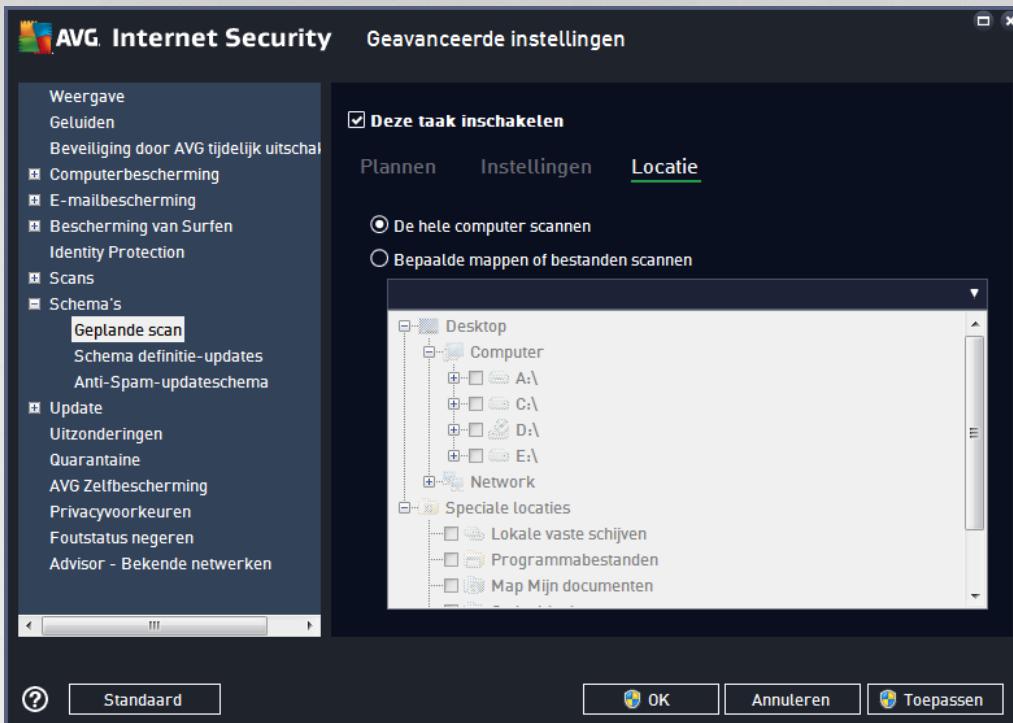 AVG. Internet Security Geavanceerde instellingen
Weergave
Geluiden
Beveiliging door AVG tijdelijk uitschal
Computerbescherming
E-mailbescherming
Bescherming van Surfen
Identity Protection
Scans
Schema's
Geplande scan
Schema definitie-updates
Anti-Spam-updateschema
Update
Uitzonderingen
Quarantaine
AVG Zelfbescherming
Privacyvoorkeuren
Foutstatus negeren
Advisor - Bekende netwerken
Deze taak inschakelen
Plannen Instellingen Locatie
De hele computer scannen
Bepaalde mappen of bestanden scannen
Desktop
Computer
A:\
C:\
D:\
E:\
Network
Speciale locaties
Lokale vaste schijven
Programmabestanden
Map Mijn documenten
? Standaard OK Annuleren Toepassen